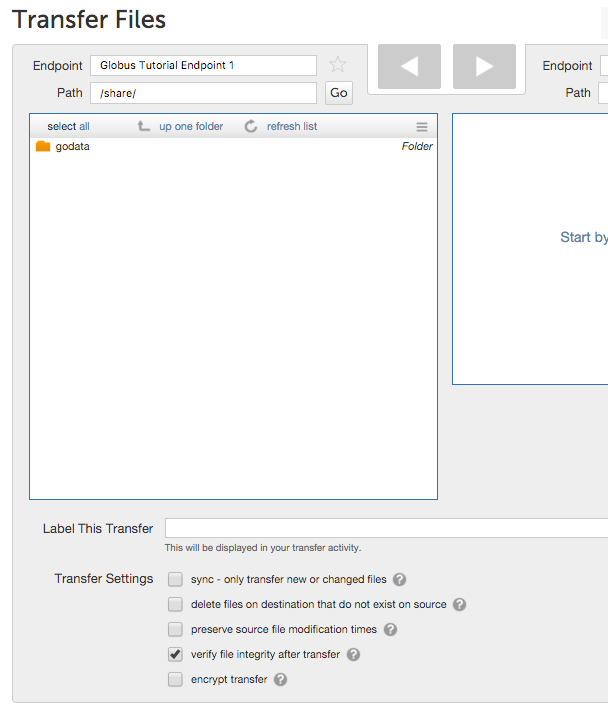 Transfer Files
Endpoint Globus Tutorial Endpoint 1
Endpoint
Path /share/ Go
Path
select all up one folder refresh list
godata Folder
Start by
Label This Transfer
This will be displayed in your transfer activity.
Transfer Settings
sync - only transfer new or changed files ?
delete files on destination that do not exist on source ?
preserve source file modification times ?
verify file integrity after transfer ?
encrypt transfer ?